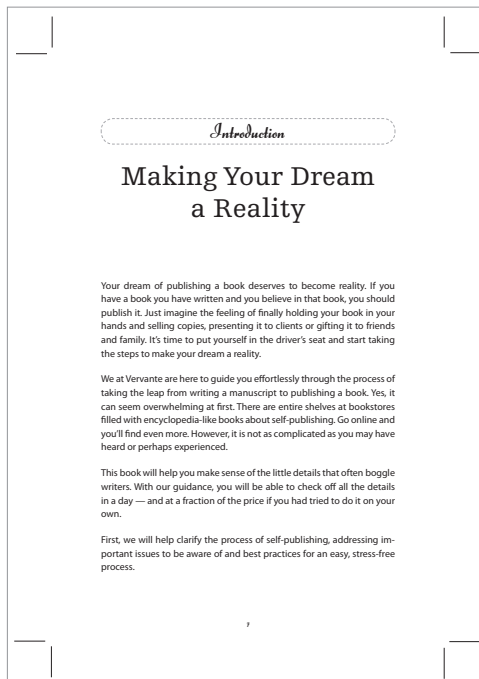 Introduction
Making Your Dream
a Reality
Your dream of publishing a book deserves to become reality. If you
have a book you have written and you believe in that book, you should
publish it. Just imagine the feeling of finally holding your book in your
hands and selling copies, presenting it to clients or gifting it to friends
and family. It’s time to put yourself in the driver’s seat and start taking
the steps to make your dream a reality.
We at Vervante are here to guide you effortlessly through the process of
taking the leap from writing a manuscript to publishing a book. Yes, it
can seem overwhelming at first. There are entire shelves at bookstores
filled with encyclopedia-like books about self-publishing. Go online and
you’ll find even more. However, it is not as complicated as you may have
heard or perhaps experienced.
This book will help you make sense of the little details that often boggle
writers. With our guidance, you will be able to check off all the details
in a day — and at a fraction of the price if you had tried to do it on your
own.
First, we will help clarify the process of self-publishing, addressing im-
portant issues to be aware of and best practices for an easy, stress-free
process.